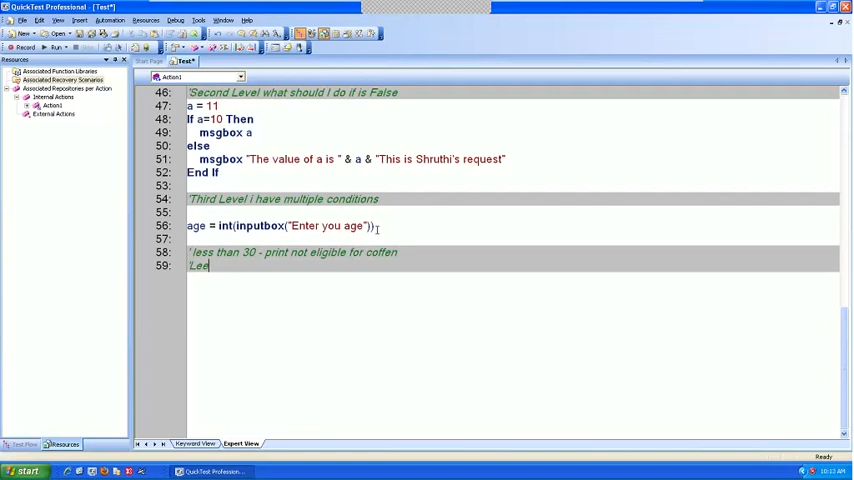 QuickTest Professional - [Test*]
File Edit View Insert Automation Resources Debug Tools Window Help
New Open
Record Run Stop
Resources
Start Page Test*
Associated Function Libraries
Associated Recovery Scenarios
Associated Repositories per Action
Internal Actions
Action1
External Actions
Action1
46: 'Second Level what should I do if is False
47: a = 11
48: If a=10 Then
49: msgbox a
50: else
51: msgbox "The value of a is " & a & "This is Shruthi's request"
52: End If
53:
54: 'Third Level i have multiple conditions
55:
56: age = int(inputbox("Enter you age"))
57:
58: ' less than 30 - print not eligible for coffen
59: 'Lee
Test Flow Resources
Keyword View Expert View
Ready
start
QuickTest Profession...
10:13 AM